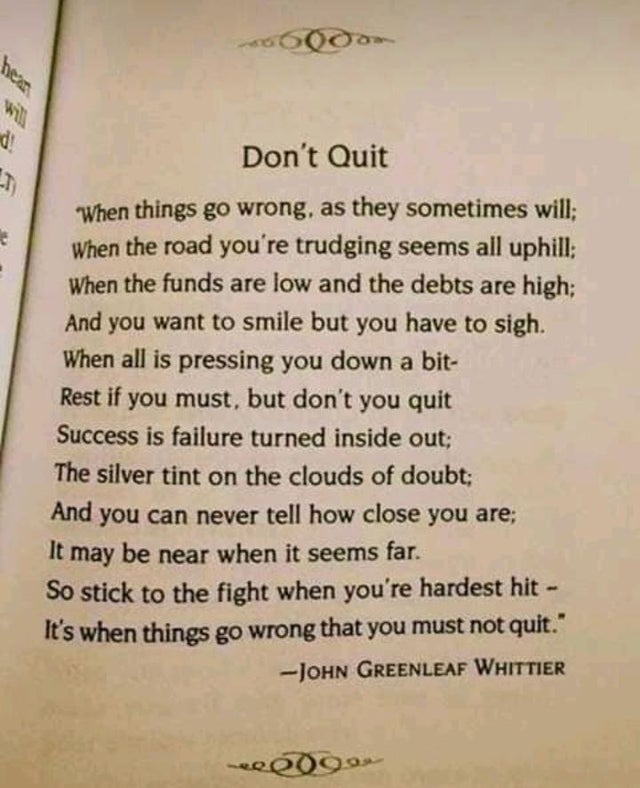 hear
will
d!
LT)
e
Don't Quit
"When things go wrong, as they sometimes will;
When the road you're trudging seems all uphill;
When the funds are low and the debts are high;
And you want to smile but you have to sigh.
When all is pressing you down a bit-
Rest if you must, but don't you quit
Success is failure turned inside out;
The silver tint on the clouds of doubt;
And you can never tell how close you are;
It may be near when it seems far.
So stick to the fight when you're hardest hit –
It's when things go wrong that you must not quit."
—JOHN GREENLEAF WHITTIER